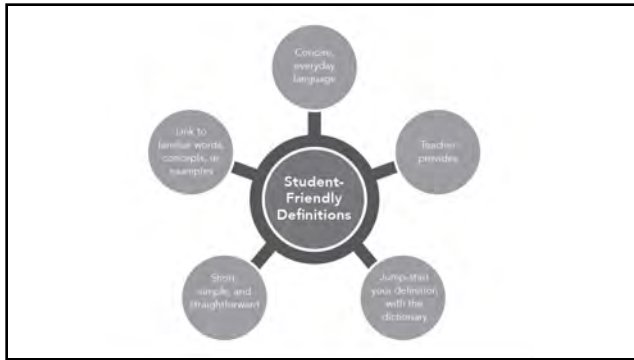 Concise,
everyday
language
Teacher
provides
Jump-start
your definition
with the
dictionary
Short,
simple, and
straightforward
Link to
familiar words,
concepts, or
examples
Student-
Friendly
Definitions